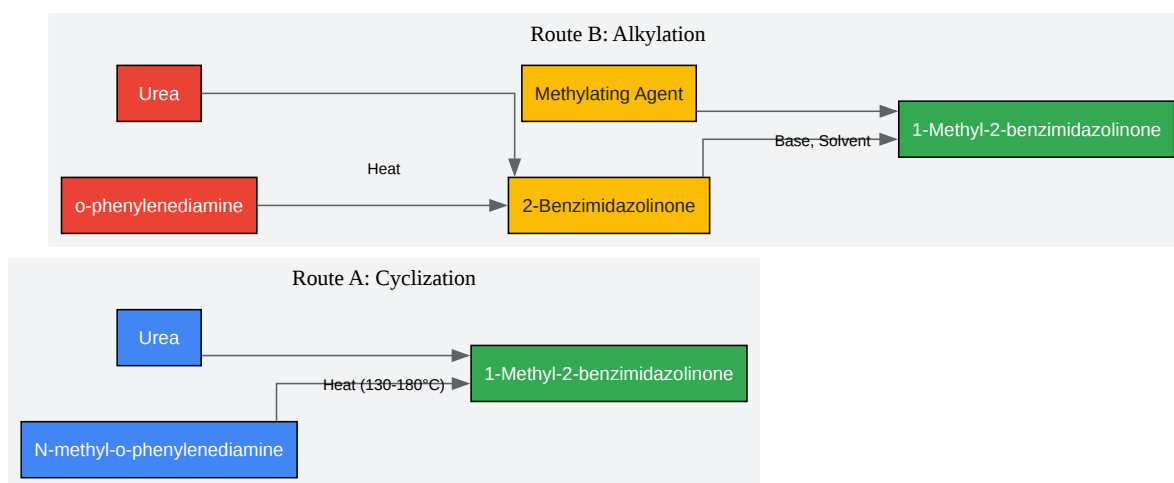 Route B: Alkylation
Urea
Methylating Agent
1-Methyl-2-benzimidazolinone
Base, Solvent
Heat
o-phenylenediamine
2-Benzimidazolinone
Route A: Cyclization
Urea
1-Methyl-2-benzimidazolinone
Heat (130-180°C)
N-methyl-o-phenylenediamine